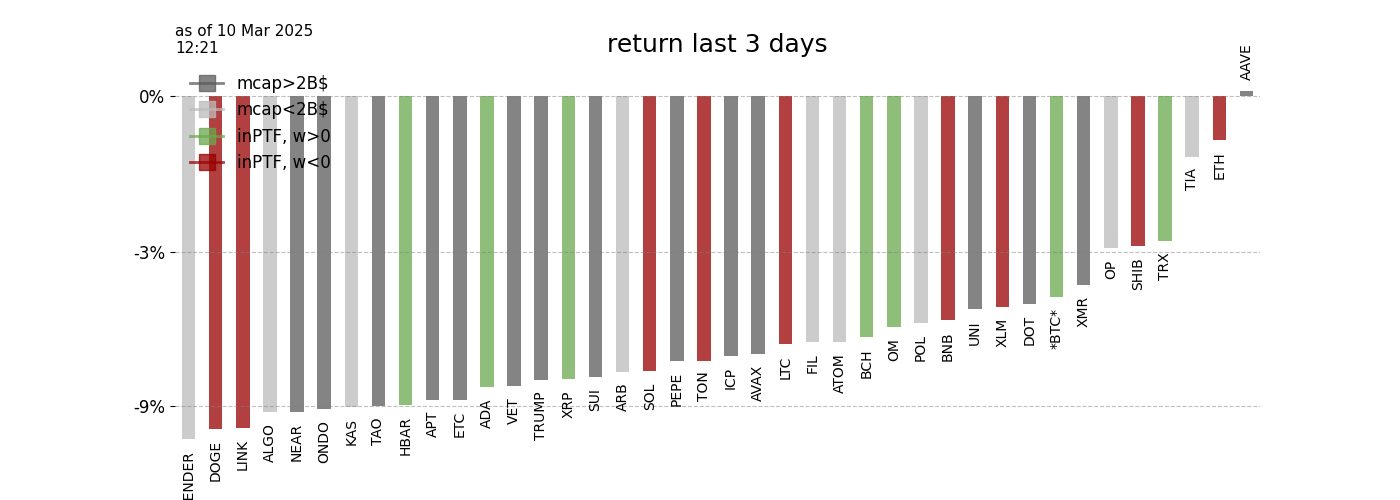 as of 10 Mar 2025
12:21
return last 3 days
mcap>2B$
mcap<2B$
inPTF, w>0
inPTF, w<0
0%
-3%
-9%
ENDER
DOGE
LINK
ALGO
NEAR
ONDO
KAS
TAO
HBAR
APT
ETC
ADA
VET
TRUMP
XRP
SUI
ARB
SOL
PEPE
TON
ICP
AVAX
LTC
FIL
ATOM
BCH
OM
POL
BNB
UNI
XLM
DOT
*BTC*
XMR
OP
SHIB
TRX
TIA
ETH
AAVE